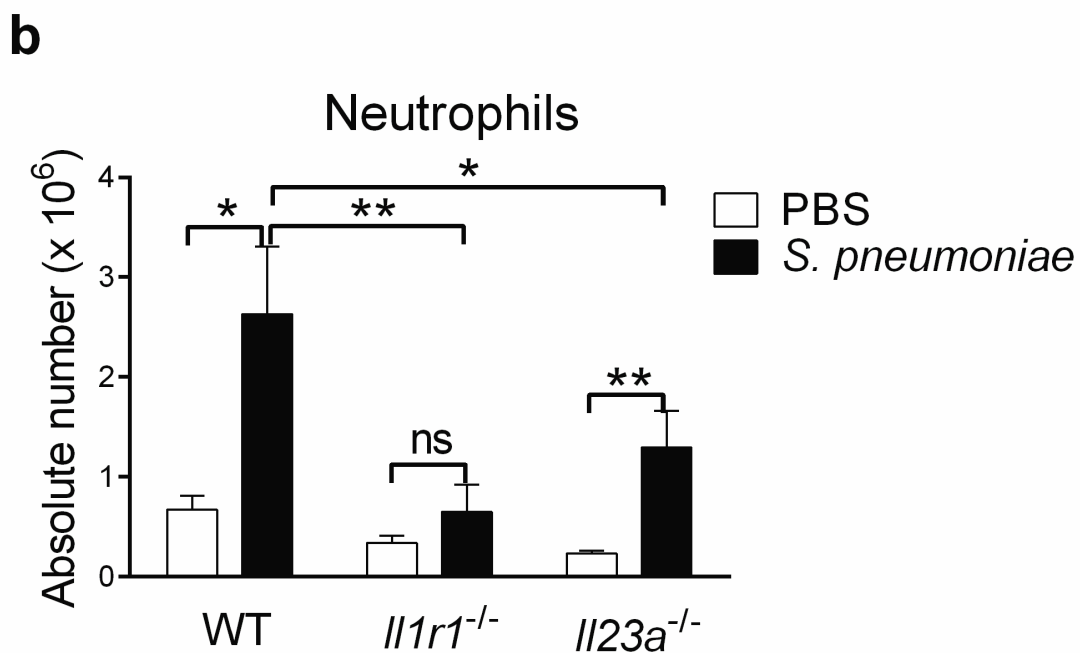 b
Neutrophils
Absolute number (x 10⁶)
4
3
2
1
0
*
*
**
ns
**
PBS
S. pneumoniae
WT
Il1r1⁻/⁻
Il23a⁻/⁻